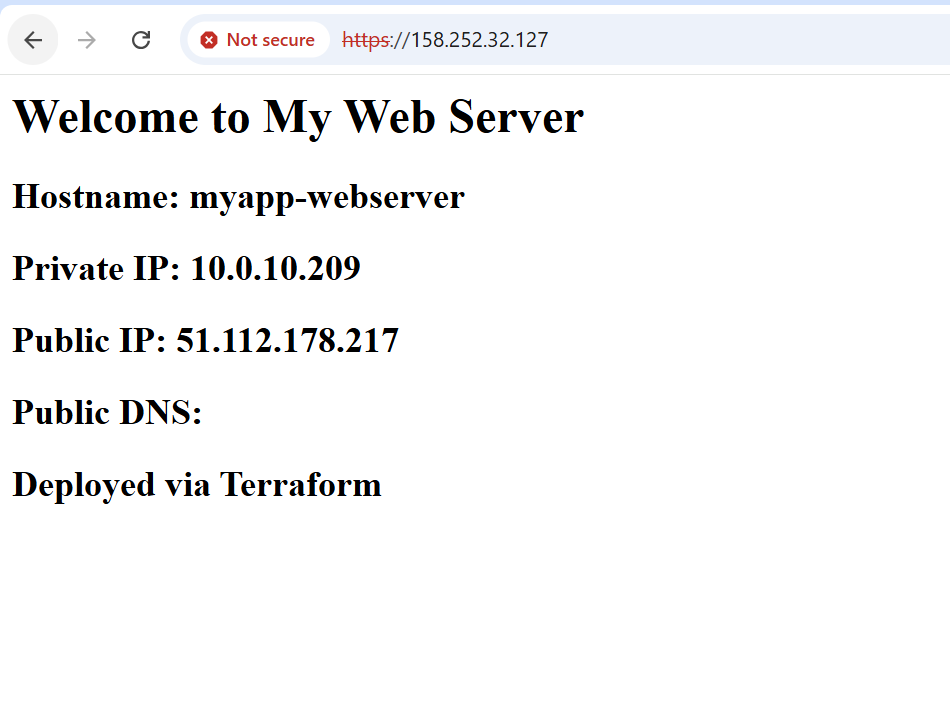 Not secure https://158.252.32.127
Welcome to My Web Server
Hostname: myapp-webserver
Private IP: 10.0.10.209
Public IP: 51.112.178.217
Public DNS:
Deployed via Terraform